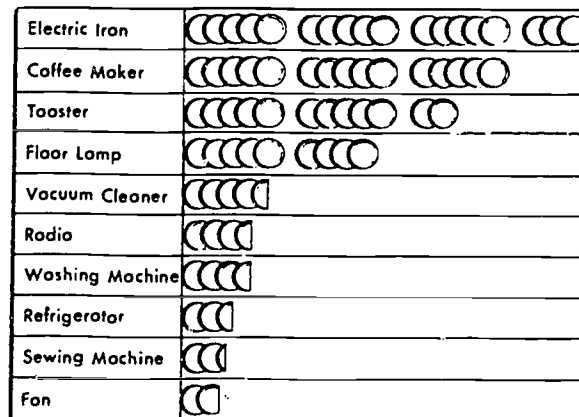 Electric Iron
Coffee Maker
Toaster
Floor Lamp
Vacuum Cleaner
Radio
Washing Machine
Refrigerator
Sewing Machine
Fan